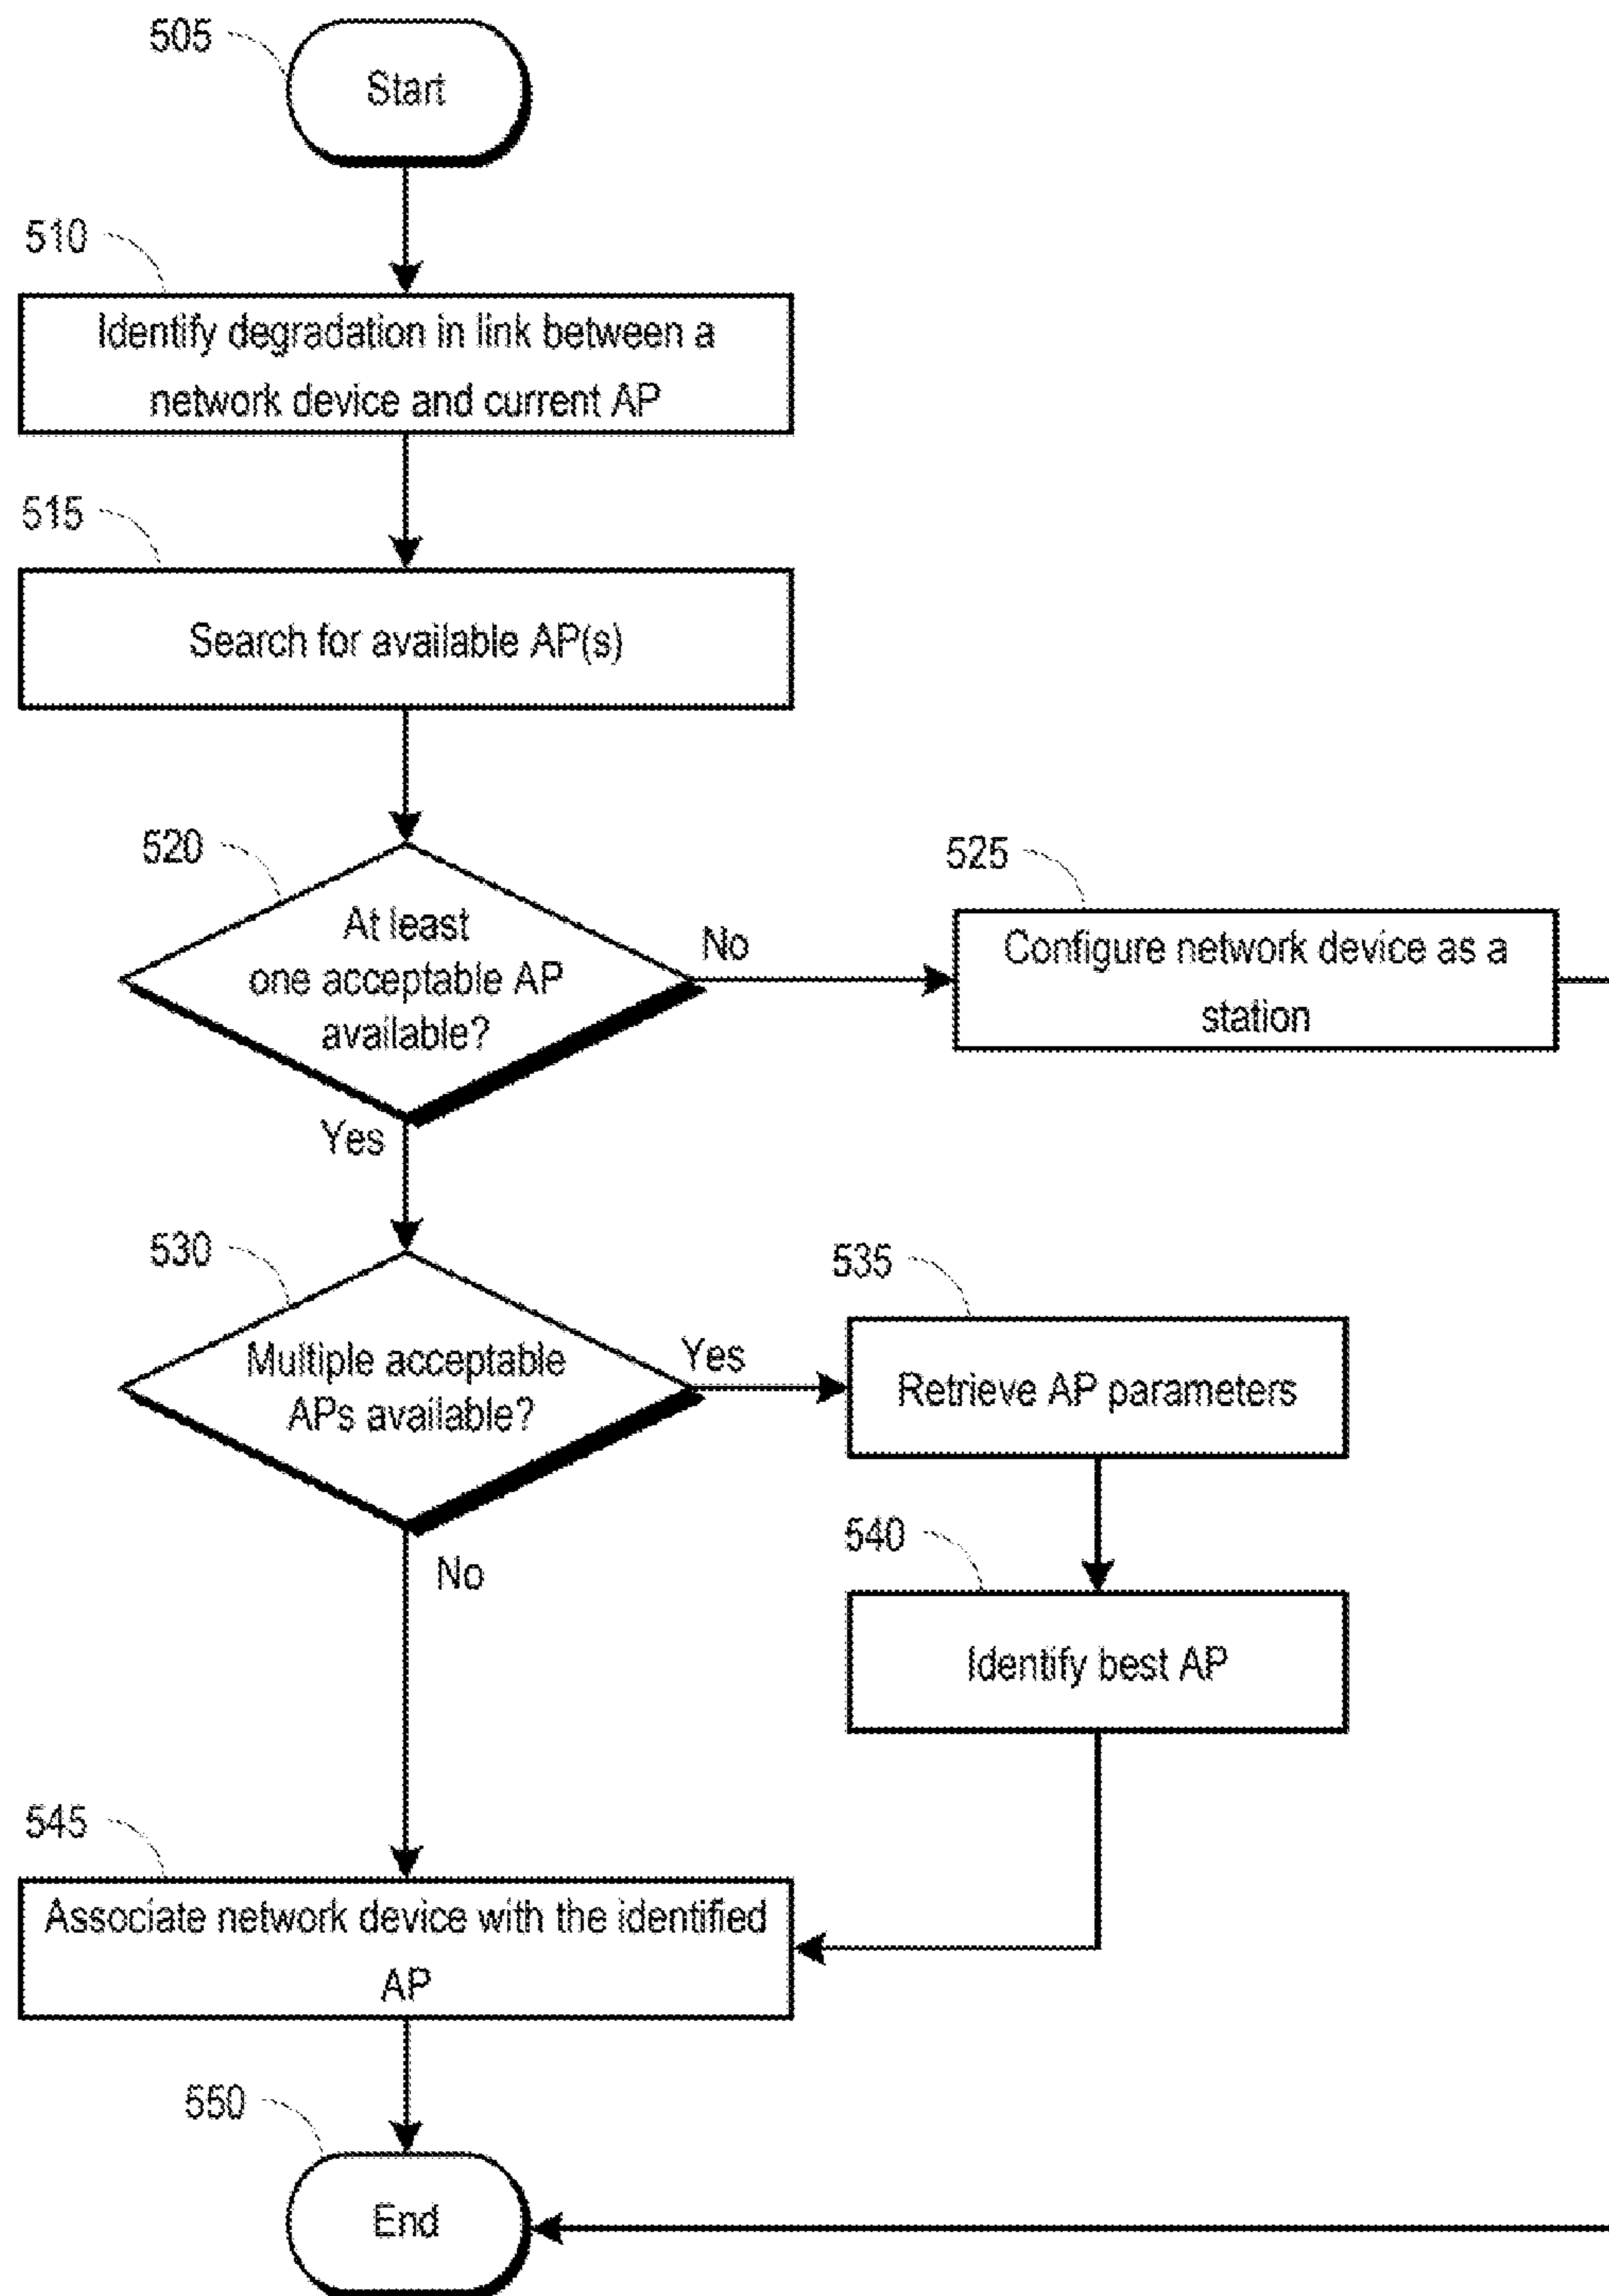 505
Start
510
Identify degradation in link between a
network device and current AP
515
Search for available AP(s)
520
At least
one acceptable AP
available?
No
525
Configure network device as a
station
Yes
530
Multiple acceptable
APs available?
Yes
535
Retrieve AP parameters
No
540
Identify best AP
545
Associate network device with the identified
AP
550
End